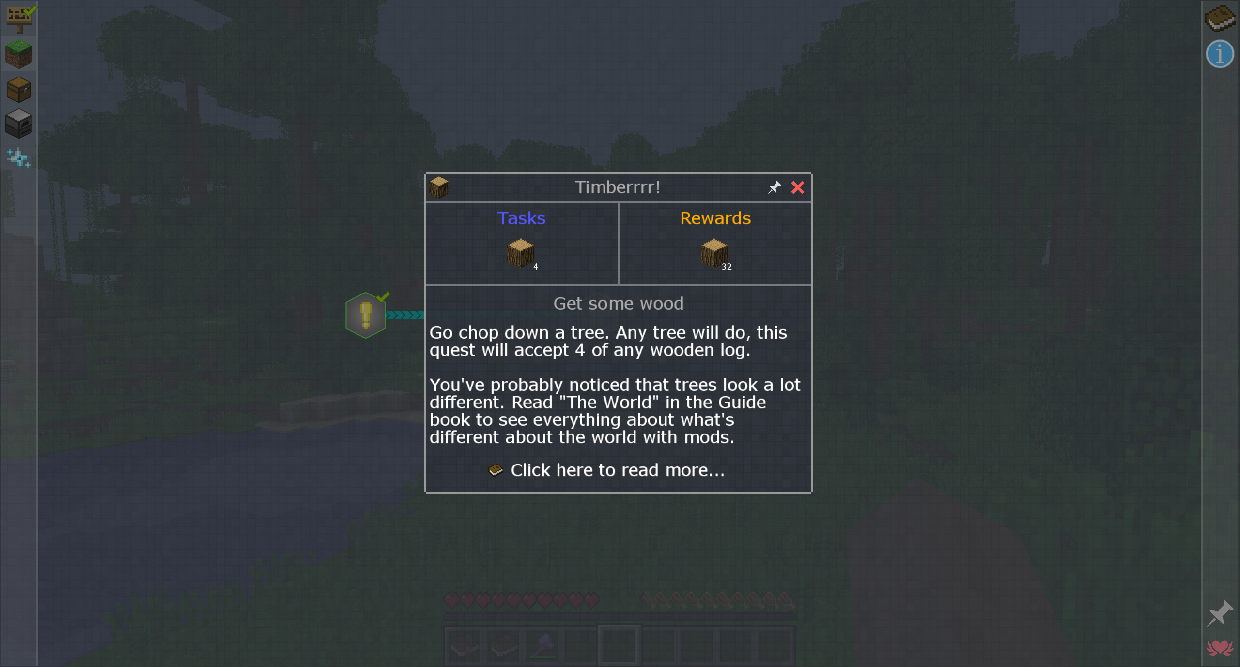 Timberrrr!
Tasks
Rewards
4
32
Get some wood
Go chop down a tree. Any tree will do, this
quest will accept 4 of any wooden log.
You've probably noticed that trees look a lot
different. Read "The World" in the Guide
book to see everything about what's
different about the world with mods.
Click here to read more...